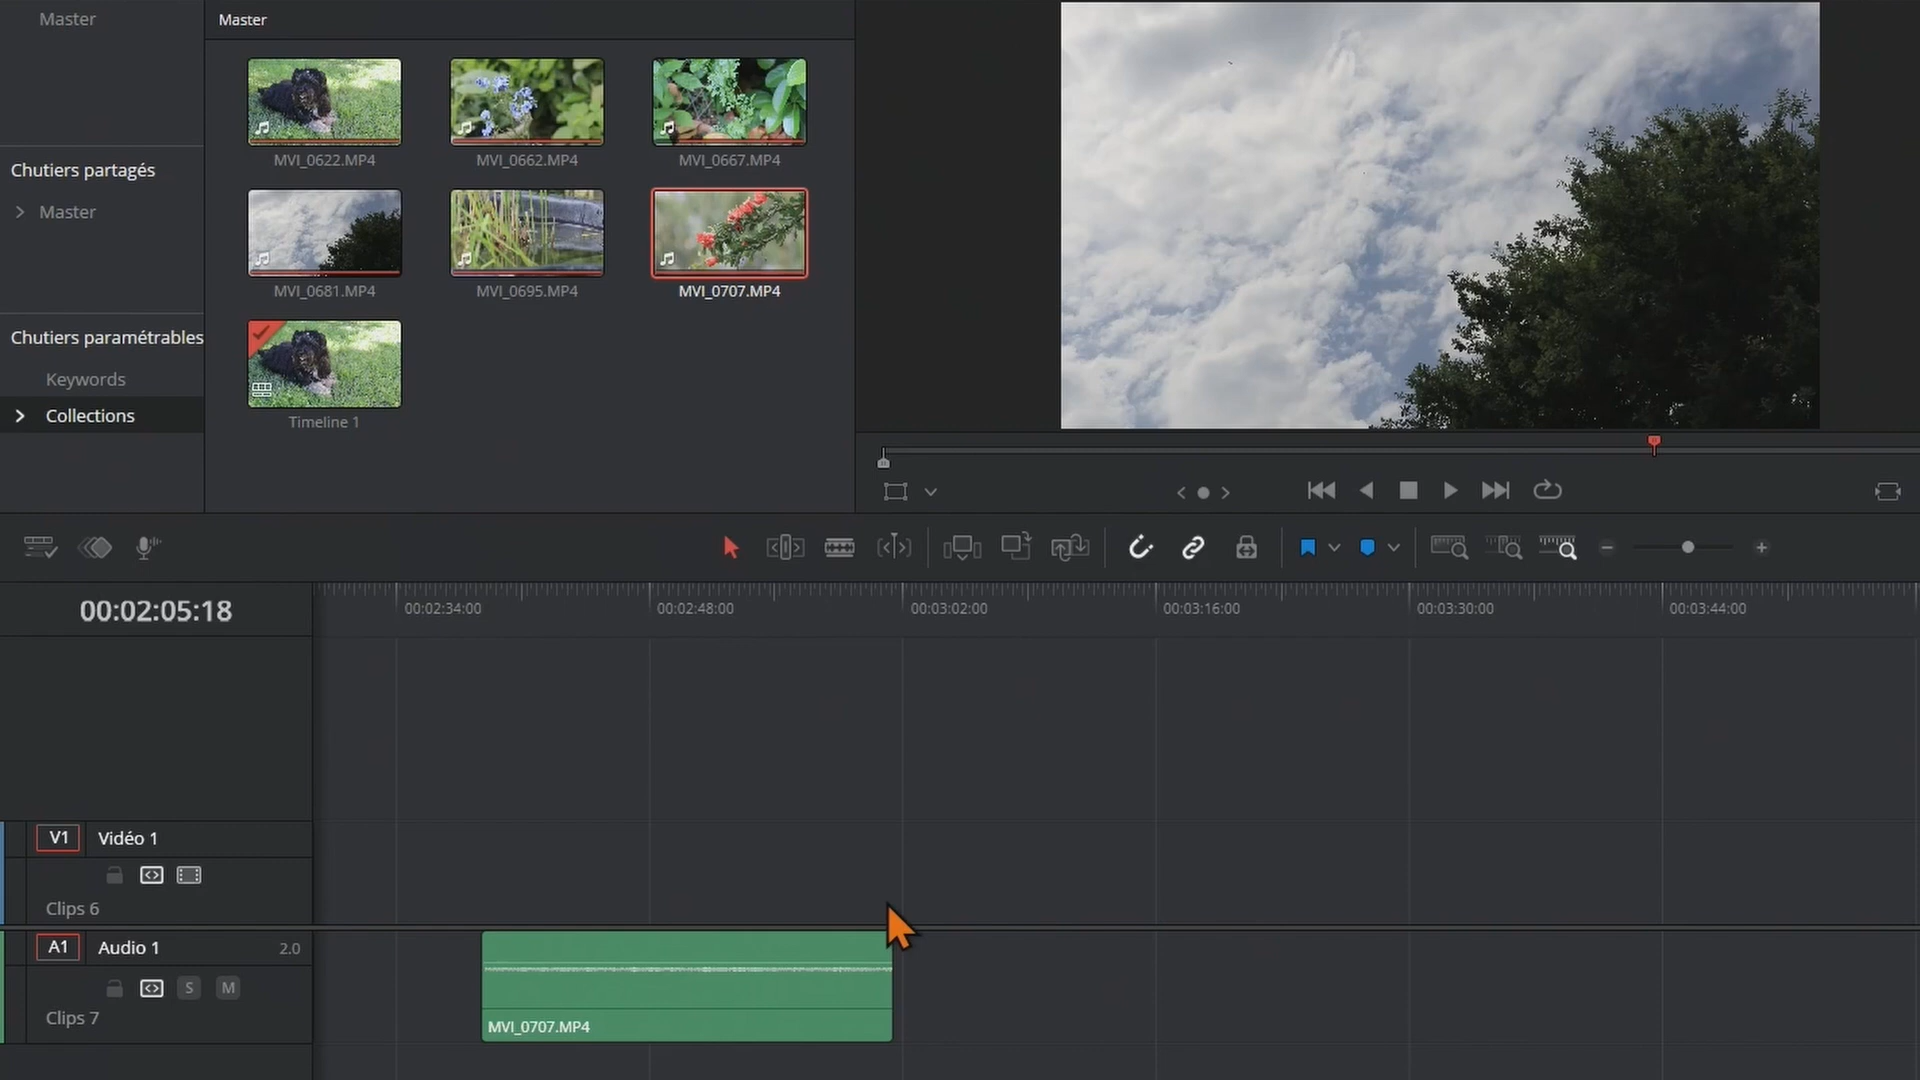 Master
Master
MVI_0622.MP4
MVI_0662.MP4
MVI_0667.MP4
Chutiers partagés
Master
MVI_0681.MP4
MVI_0695.MP4
MVI_0707.MP4
Chutiers paramétrables
Keywords
Collections
Timeline 1
00:02:05:18
00:02:34:00
00:02:48:00
00:03:02:00
00:03:16:00
00:03:30:00
00:03:44:00
V1 Vidéo 1
Clips 6
A1 Audio 1 2.0
S M
Clips 7
MVI_0707.MP4